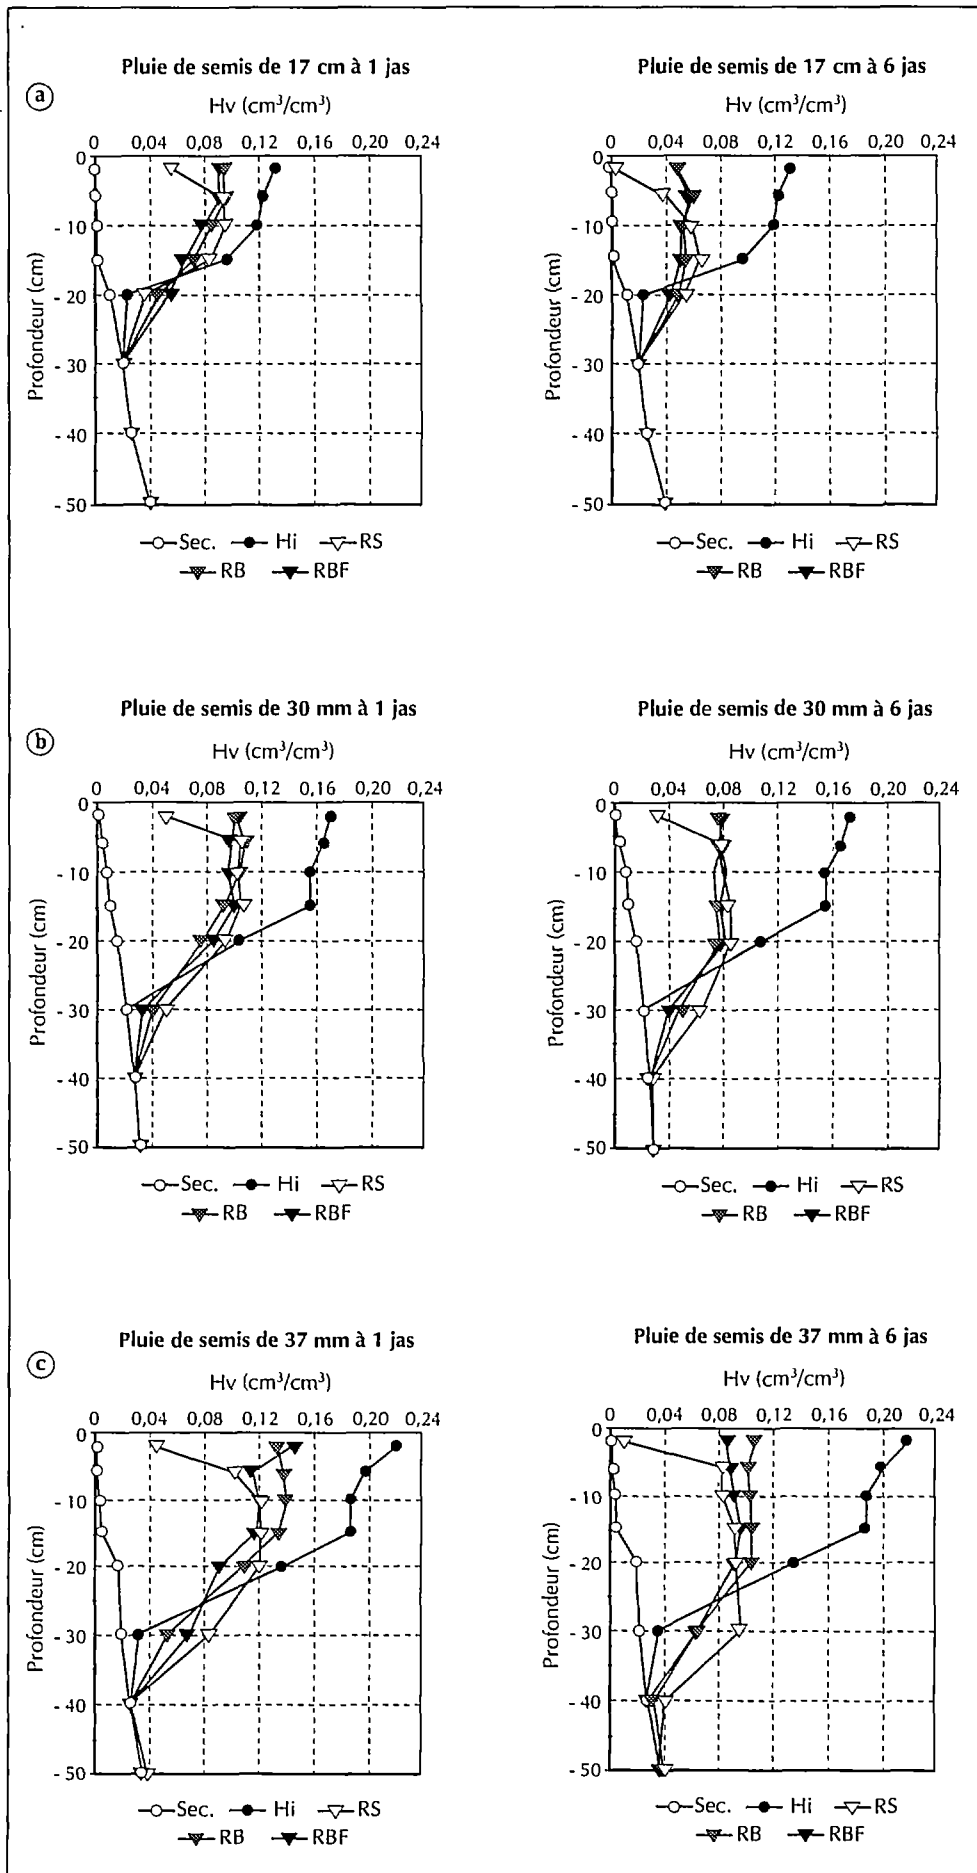 a
Pluie de semis de 17 cm à 1 jas
Hv (cm³/cm³)
0 0,04 0,08 0,12 0,16 0,20 0,24
Profondeur (cm)
0
- 10
- 20
- 30
- 40
- 50
Sec. Hi RS
RB RBF
Pluie de semis de 17 cm à 6 jas
Hv (cm³/cm³)
0 0,04 0,08 0,12 0,16 0,20 0,24
Profondeur (cm)
0
- 10
- 20
- 30
- 40
- 50
Sec. Hi RS
RB RBF
b
Pluie de semis de 30 mm à 1 jas
Hv (cm³/cm³)
0 0,04 0,08 0,12 0,16 0,20 0,24
Profondeur (cm)
0
- 10
- 20
- 30
- 40
- 50
Sec. Hi RS
RB RBF
Pluie de semis de 30 mm à 6 jas
Hv (cm³/cm³)
0 0,04 0,08 0,12 0,16 0,20 0,24
Profondeur (cm)
0
- 10
- 20
- 30
- 40
- 50
Sec. Hi RS
RB RBF
c
Pluie de semis de 37 mm à 1 jas
Hv (cm³/cm³)
0 0,04 0,08 0,12 0,16 0,20 0,24
Profondeur (cm)
0
- 10
- 20
- 30
- 40
- 50
Sec. Hi RS
RB RBF
Pluie de semis de 37 mm à 6 jas
Hv (cm³/cm³)
0 0,04 0,08 0,12 0,16 0,20 0,24
Profondeur (cm)
0
- 10
- 20
- 30
- 40
- 50
Sec. Hi RS
RB RBF